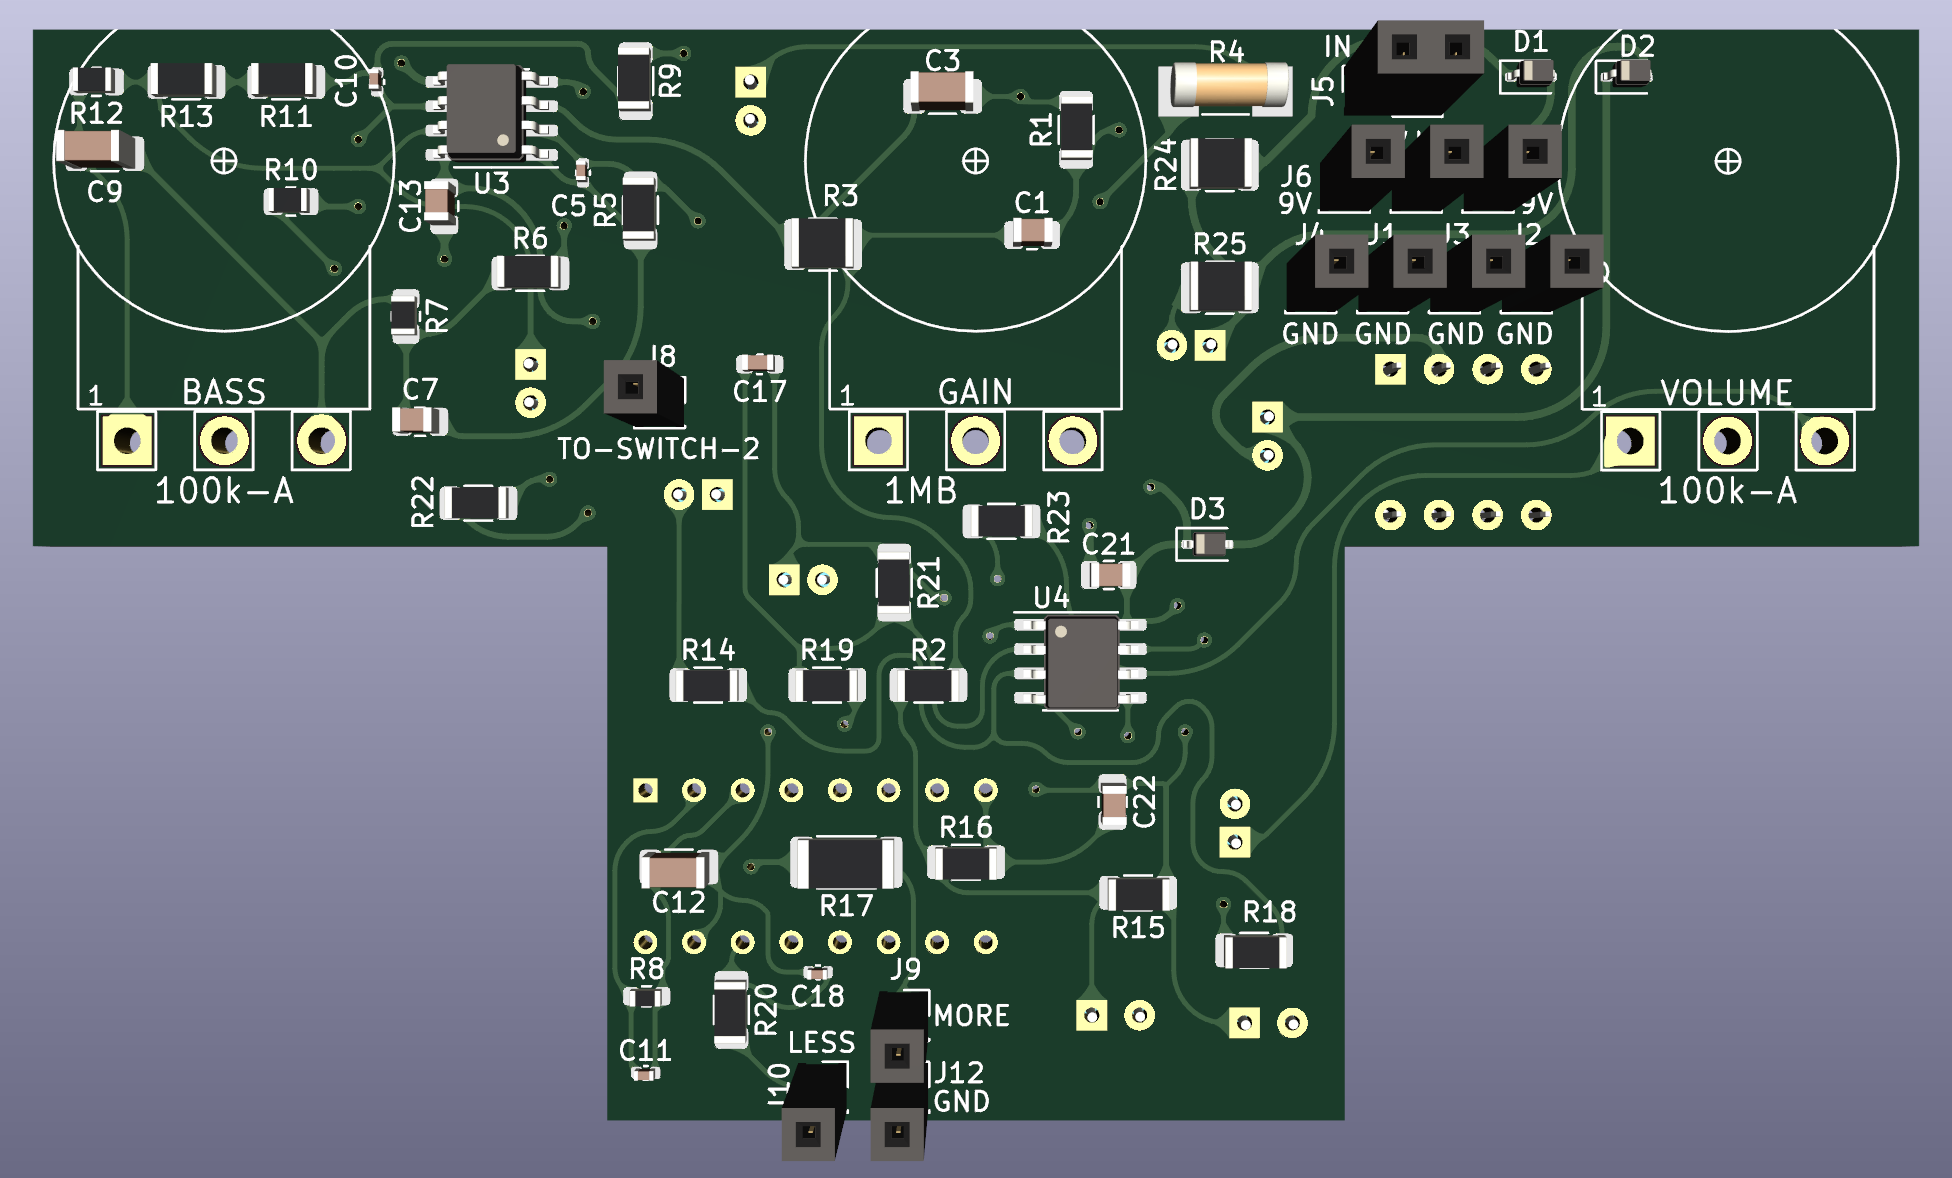 IN
D1
D2
R4
C3
R9
C10
J5
R12
R13
R11
R1
R24
R10
U3
J6
9V
9V
C9
C13
C5
R5
R3
C1
R6
R25
J4
J1
J3
J2
R7
GND
GND
GND
GND
J8
C7
C17
1
BASS
1
GAIN
1
VOLUME
TO-SWITCH-2
100k-A
1MB
100k-A
R22
R23
D3
C21
R21
U4
R14
R19
R2
C22
R16
C12
R17
R15
R18
R8
J9
C18
R20
MORE
LESS
C11
J10
J12
GND